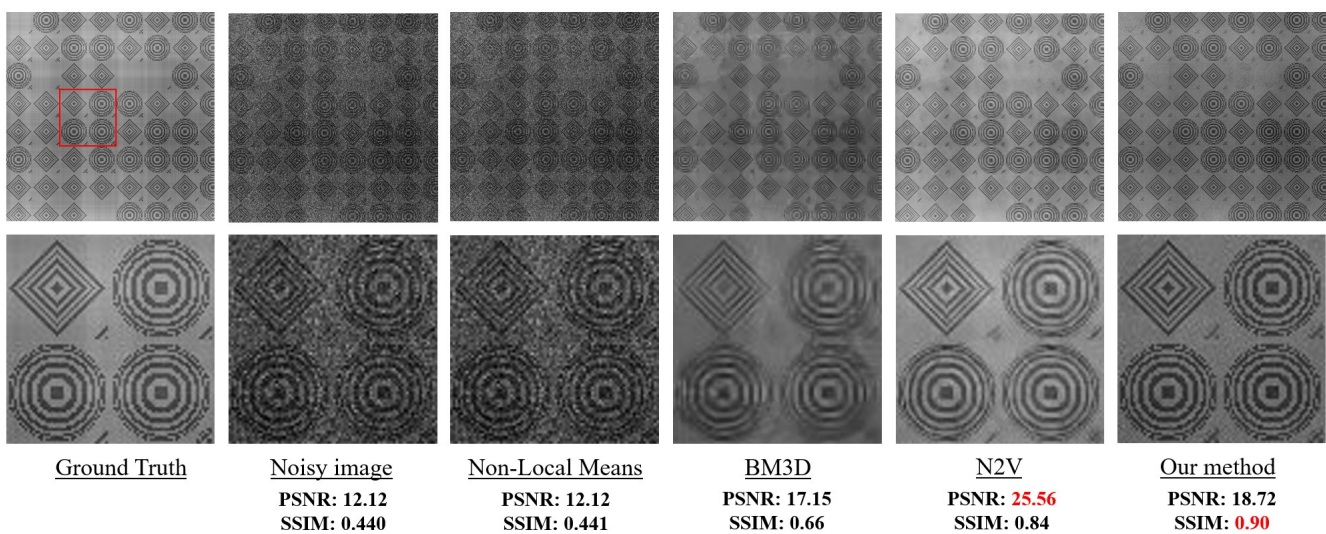 Ground Truth
Noisy image
PSNR: 12.12
SSIM: 0.440
Non-Local Means
PSNR: 12.12
SSIM: 0.441
BM3D
PSNR: 17.15
SSIM: 0.66
N2V
PSNR: 25.56
SSIM: 0.84
Our method
PSNR: 18.72
SSIM: 0.90